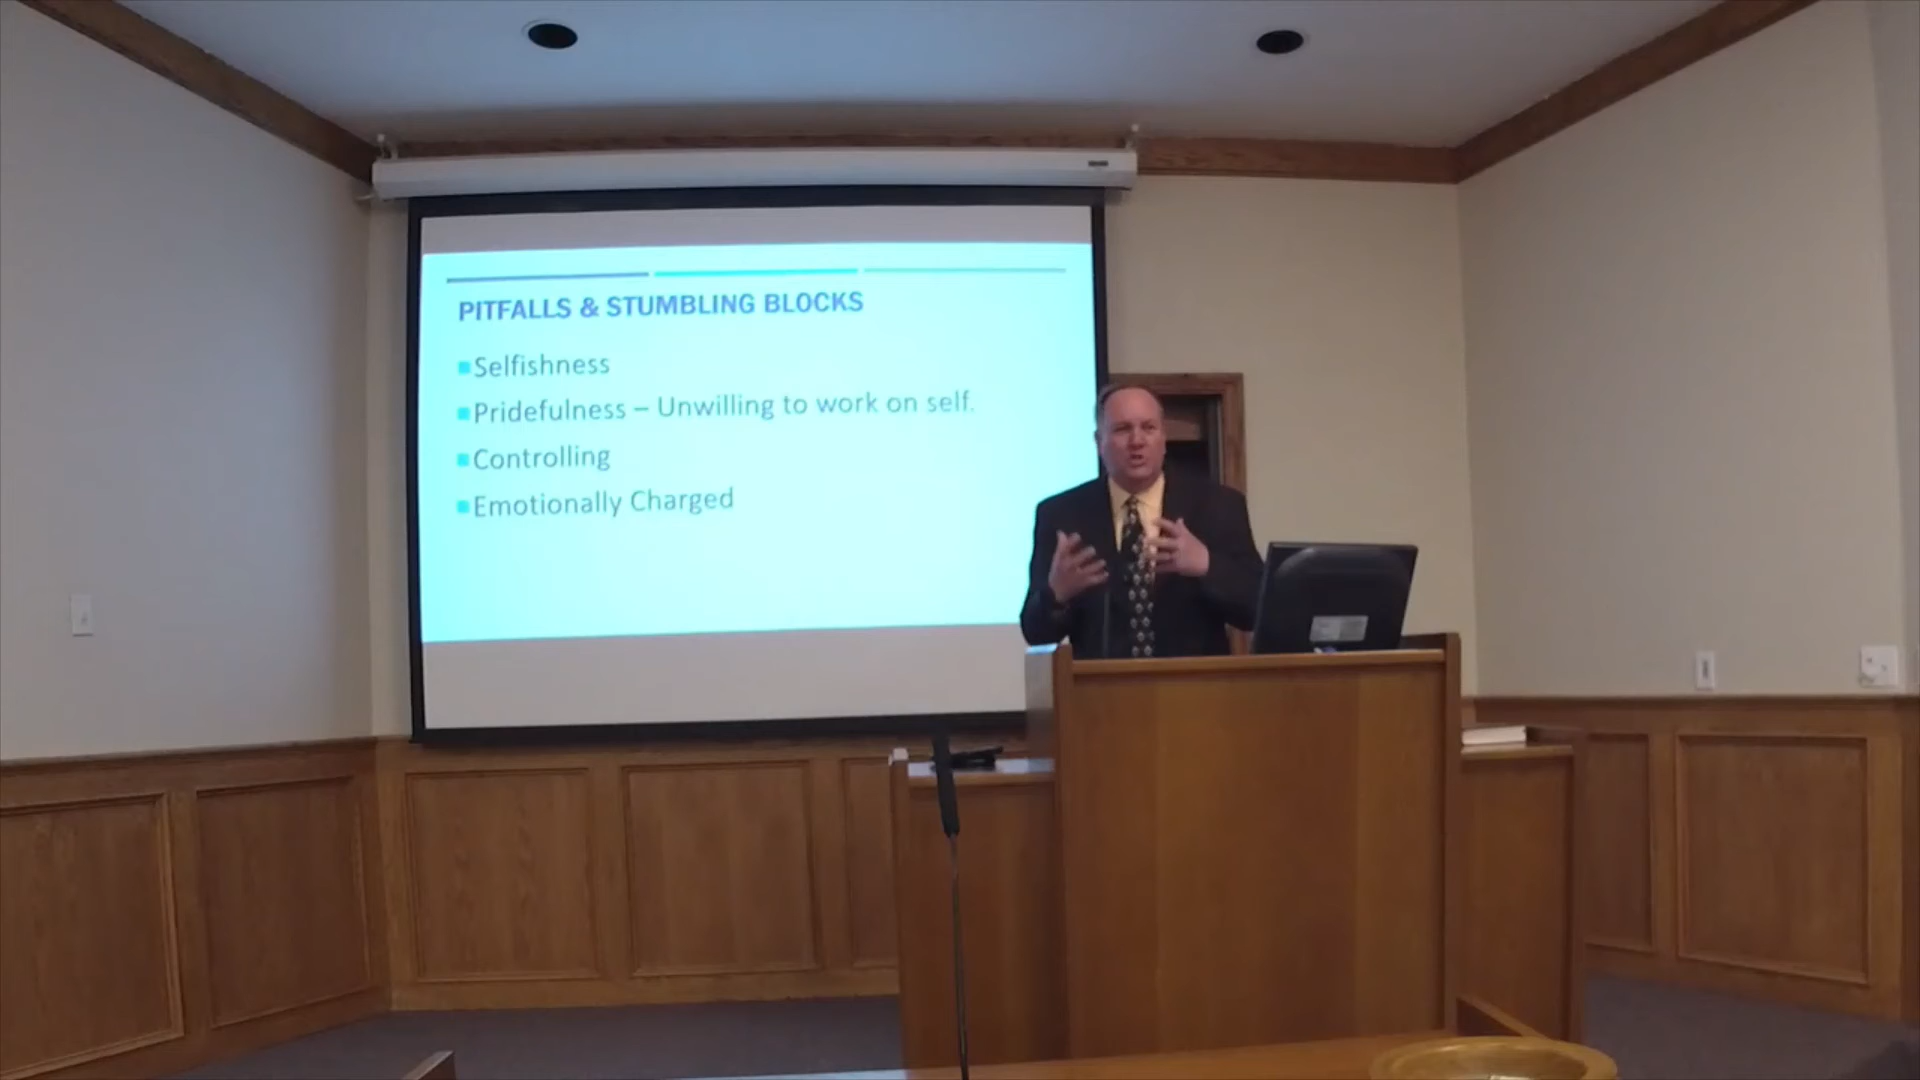 PITFALLS & STUMBLING BLOCKS
Selfishness
Pridefulness – Unwilling to work on self.
Controlling
Emotionally Charged